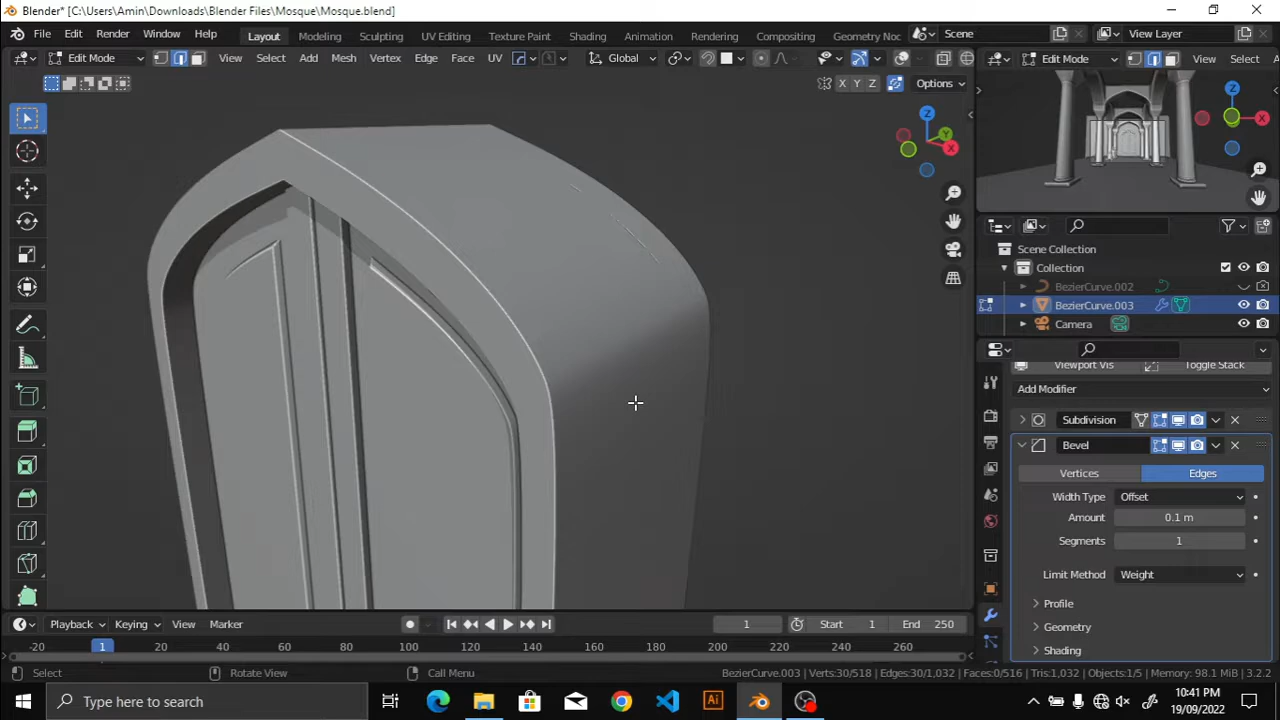 Blender* [C:\Users\Amin\Downloads\Blender Files\Mosque\Mosque.blend]
File Edit Render Window Help Layout Modeling Sculpting UV Editing Texture Paint Shading Animation Rendering Compositing Geometry Noc Scene View Layer
Edit Mode View Select Add Mesh Vertex Edge Face UV Global Edit Mode View Select
X Y Z Options
Z
Y
X
Z
X
Scene Collection
Collection
BezierCurve.002
BezierCurve.003
Camera
Viewport Vis Toggle Stack
Add Modifier
Subdivision
Bevel
Vertices Edges
Width Type Offset
Amount 0.1 m
Segments 1
Limit Method Weight
Profile
Geometry
Shading
Playback Keying View Marker 1 Start 1 End 250
-20 1 20 40 60 80 100 120 140 160 180 200 220 240 260
Select Rotate View Call Menu BezierCurve.003 | Verts:30/518 | Edges:30/1,032 | Faces:0/516 | Tris:1,032 | Objects:1/5 | Memory: 98.1 MiB | 3.2.2
Type here to search
Ai
10:41 PM
19/09/2022